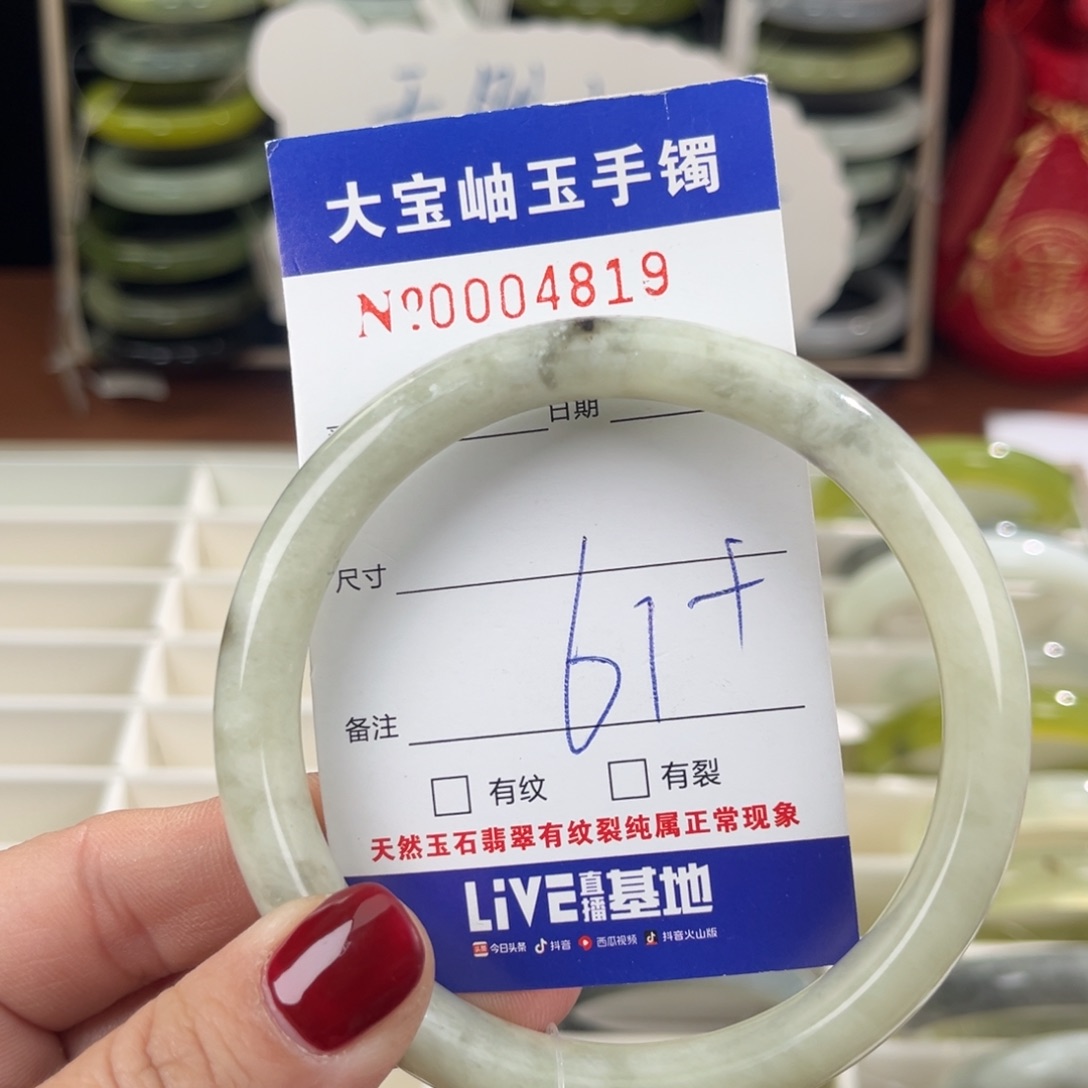 大宝岫玉手镯
Nº0004819
日期
尺寸
61+
备注
有纹 有裂
天然玉石翡翠有纹裂纯属正常现象
LiVE直播基地
头条 今日头条 抖音 西瓜视频 抖音火山版